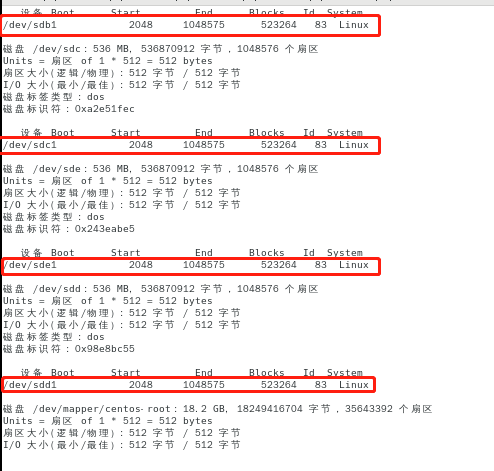 设备 Boot Start End Blocks Id System
/dev/sdb1 2048 1048575 523264 83 Linux
磁盘 /dev/sdc：536 MB, 536870912 字节，1048576 个扇区
Units = 扇区 of 1 * 512 = 512 bytes
扇区大小(逻辑/物理)：512 字节 / 512 字节
I/O 大小(最小/最佳)：512 字节 / 512 字节
磁盘标签类型：dos
磁盘标识符：0xa2e51fec
设备 Boot Start End Blocks Id System
/dev/sdc1 2048 1048575 523264 83 Linux
磁盘 /dev/sde：536 MB, 536870912 字节，1048576 个扇区
Units = 扇区 of 1 * 512 = 512 bytes
扇区大小(逻辑/物理)：512 字节 / 512 字节
I/O 大小(最小/最佳)：512 字节 / 512 字节
磁盘标签类型：dos
磁盘标识符：0x243eabe5
设备 Boot Start End Blocks Id System
/dev/sde1 2048 1048575 523264 83 Linux
磁盘 /dev/sdd：536 MB, 536870912 字节，1048576 个扇区
Units = 扇区 of 1 * 512 = 512 bytes
扇区大小(逻辑/物理)：512 字节 / 512 字节
I/O 大小(最小/最佳)：512 字节 / 512 字节
磁盘标签类型：dos
磁盘标识符：0x98e8bc55
设备 Boot Start End Blocks Id System
/dev/sdd1 2048 1048575 523264 83 Linux
磁盘 /dev/mapper/centos-root：18.2 GB, 18249416704 字节，35643392 个扇区
Units = 扇区 of 1 * 512 = 512 bytes
扇区大小(逻辑/物理)：512 字节 / 512 字节
I/O 大小(最小/最佳)：512 字节 / 512 字节